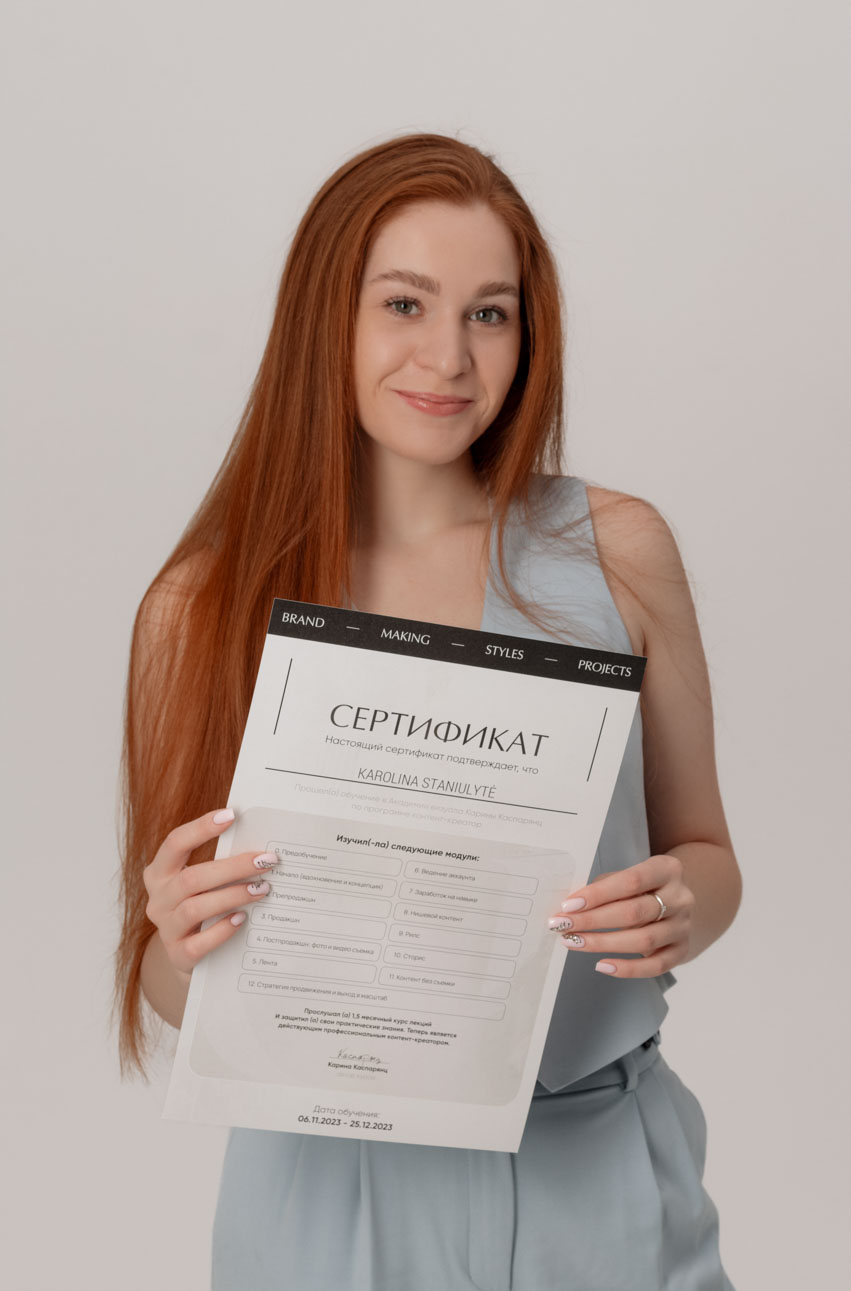 BRAND — MAKING — STYLES — PROJECTS
СЕРТИФИКАТ
Настоящий сертификат подтверждает, что
KAROLINA STANIULYTĖ
Прошел(а) обучение в Академии визуала Карины Каспарянц
по программе контент-креатор
Изучил(-ла) следующие модули:
0. Предобучение
1. Начало (вдохновение и концепция)
2. Препродакшн
3. Продакшн
4. Постпродакшн: фото и видео съемка
5. Лента
6. Ведение аккаунта
7. Заработок на навыке
8. Нишевой контент
9. Рилс
10. Сторис
11. Контент без съемки
12. Стратегия продвижения и выход в масштаб
Прослушал (а) 1,5 месячный курс лекций
И защитил (а) свои практические знания. Теперь является
действующим профессиональным контент-креатором.
Карина Каспарянц
Дата обучения:
06.11.2023 - 25.12.2023